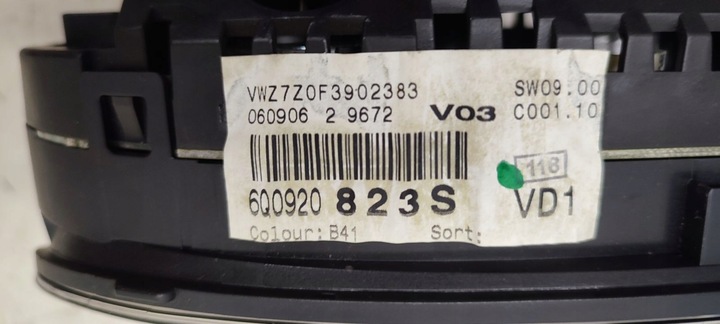 VWZ7Z0F3902383 SW09.00
060906 2 9672 V03 C001.10
118
6Q0920 823S VD1
Colour: B41 Sort: